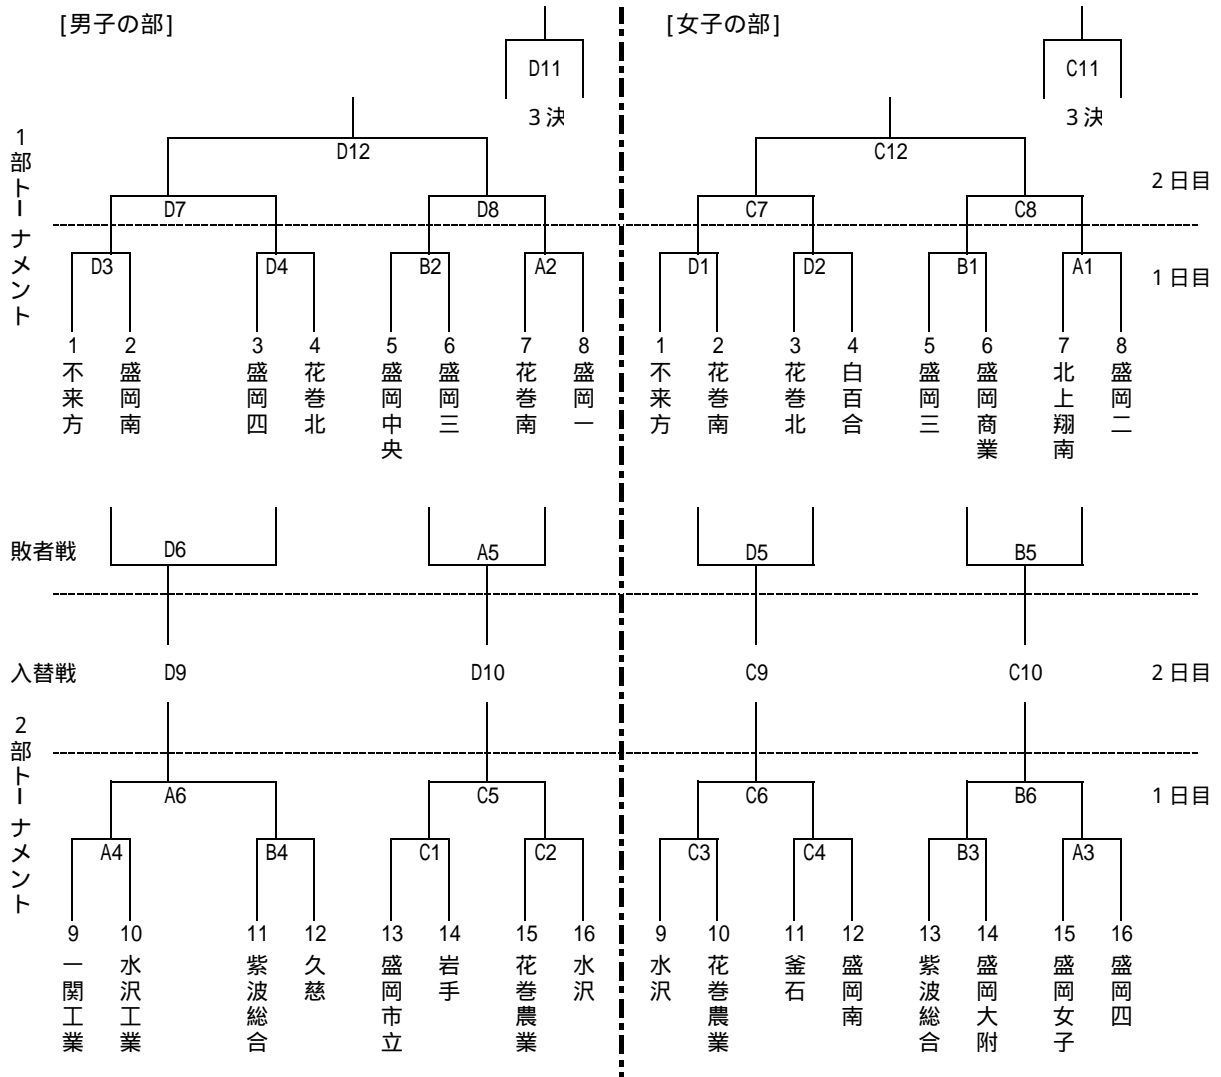 [男子の部]
[女子の部]
D11
C11
3決
3決
1部トーナメント
D12
C12
2日目
D7
D8
C7
C8
D3
D4
B2
A2
D1
D2
B1
A1
1日目
1
2
3
4
5
6
7
8
1
2
3
4
5
6
7
8
不来方
盛岡南
盛岡四
花巻北
盛岡中央
盛岡三
花巻南
盛岡一
不来方
花巻南
花巻北
白百合
盛岡三
盛岡商業
北上翔南
盛岡二
敗者戦
D6
A5
D5
B5
入替戦
D9
D10
C9
C10
2日目
2部トーナメント
A6
C5
C6
B6
1日目
A4
B4
C1
C2
C3
C4
B3
A3
9
10
11
12
13
14
15
16
9
10
11
12
13
14
15
16
一関工業
水沢工業
紫波総合
久慈
盛岡市立
岩手
花巻農業
水沢
水沢
花巻農業
釜石
盛岡南
紫波総合
盛岡大附
盛岡女子
盛岡四